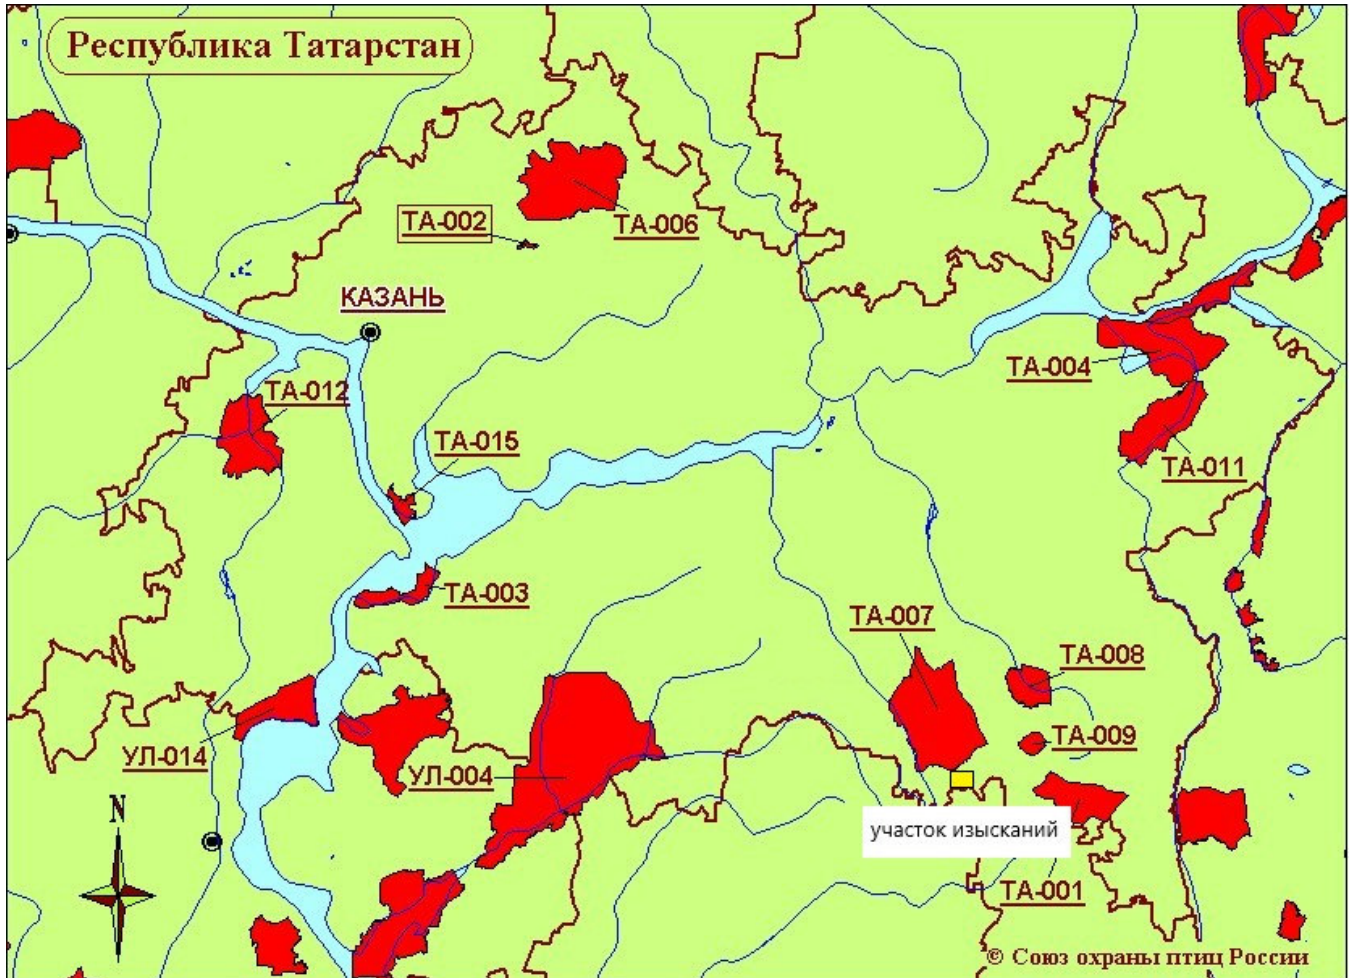 Республика Татарстан
ТА-002
ТА-006
КАЗАНЬ
ТА-004
ТА-012
ТА-015
ТА-011
ТА-003
ТА-007
ТА-008
ТА-009
УЛ-014
УЛ-004
N
участок изысканий
ТА-001
© Союз охраны птиц России